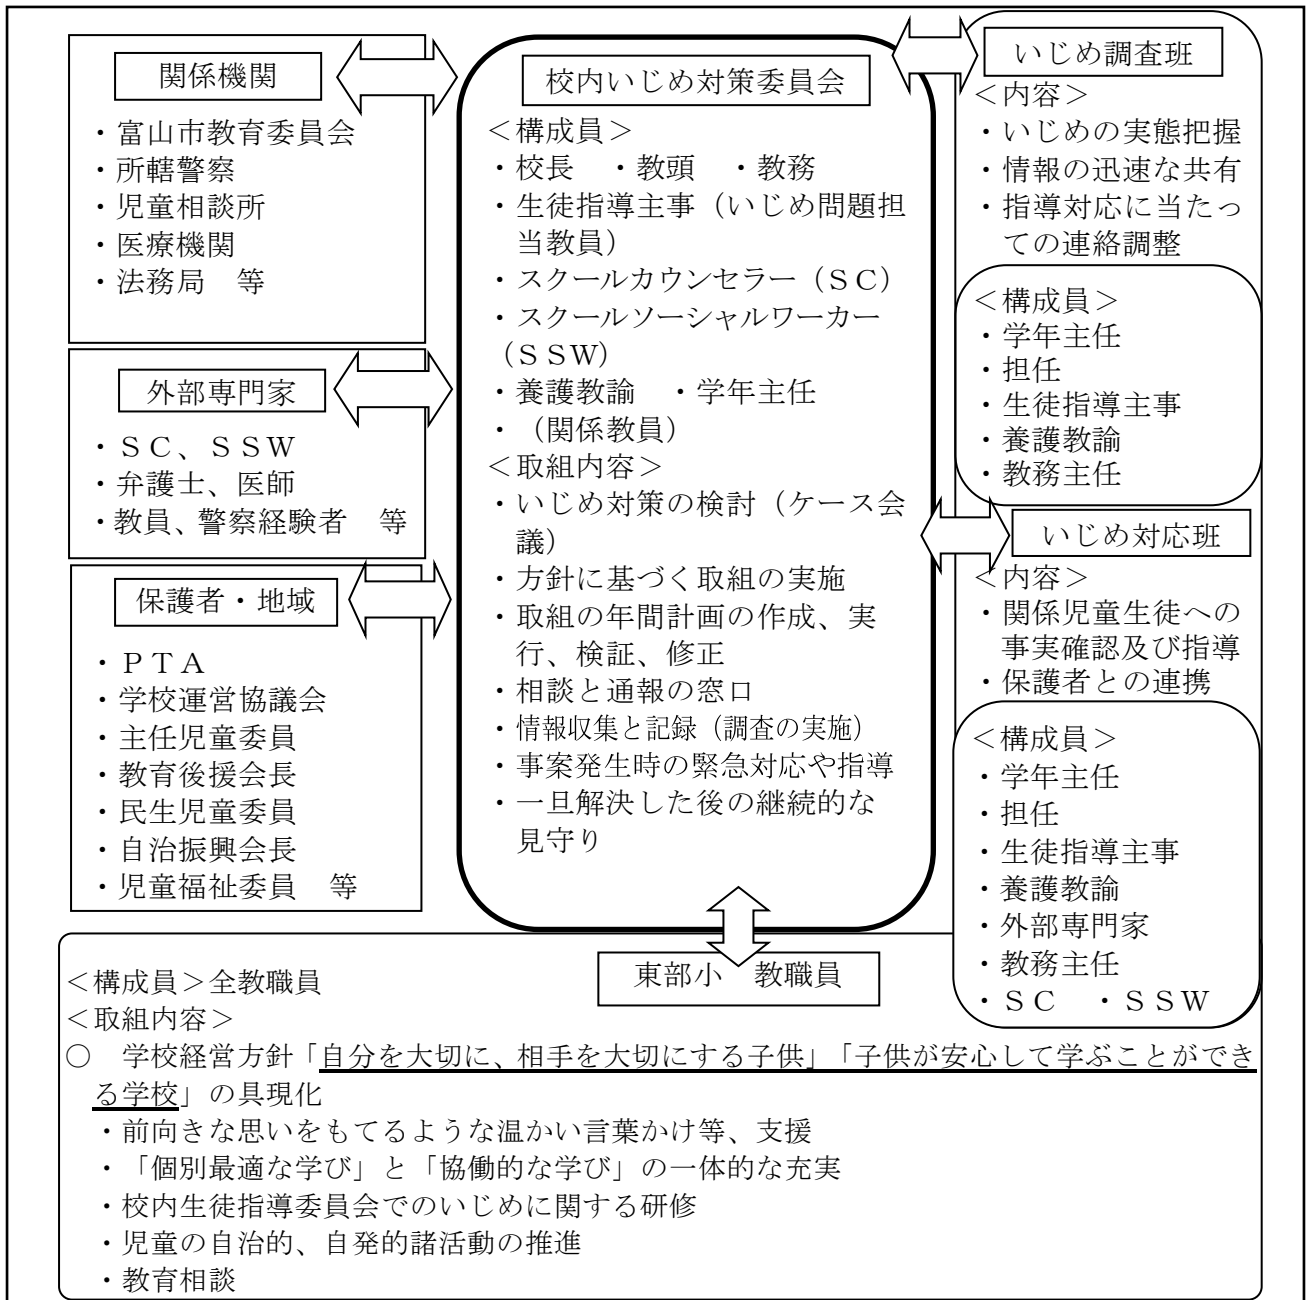 関係機関
・富山市教育委員会
・所轄警察
・児童相談所
・医療機関
・法務局　等
外部専門家
・ＳＣ、ＳＳＷ
・弁護士、医師
・教員、警察経験者　等
保護者・地域
・ＰＴＡ
・学校運営協議会
・主任児童委員
・教育後援会長
・民生児童委員
・自治振興会長
・児童福祉委員　等
校内いじめ対策委員会
＜構成員＞
・校長　・教頭　・教務
・生徒指導主事（いじめ問題担
当教員）
・スクールカウンセラー（ＳＣ）
・スクールソーシャルワーカー
（ＳＳＷ）
・養護教諭　・学年主任
・（関係教員）
＜取組内容＞
・いじめ対策の検討（ケース会
議）
・方針に基づく取組の実施
・取組の年間計画の作成、実
行、検証、修正
・相談と通報の窓口
・情報収集と記録（調査の実施）
・事案発生時の緊急対応や指導
・一旦解決した後の継続的な
見守り
いじめ調査班
＜内容＞
・いじめの実態把握
・情報の迅速な共有
・指導対応に当たっ
ての連絡調整
＜構成員＞
・学年主任
・担任
・生徒指導主事
・養護教諭
・教務主任
いじめ対応班
＜内容＞
・関係児童生徒への
事実確認及び指導
・保護者との連携
＜構成員＞
・学年主任
・担任
・生徒指導主事
・養護教諭
・外部専門家
・教務主任
・ＳＣ　・ＳＳＷ
東部小　教職員
＜構成員＞全教職員
＜取組内容＞
○　学校経営方針「自分を大切に、相手を大切にする子供」「子供が安心して学ぶことができ
る学校」の具現化
・前向きな思いをもてるような温かい言葉かけ等、支援
・「個別最適な学び」と「協働的な学び」の一体的な充実
・校内生徒指導委員会でのいじめに関する研修
・児童の自治的、自発的諸活動の推進
・教育相談